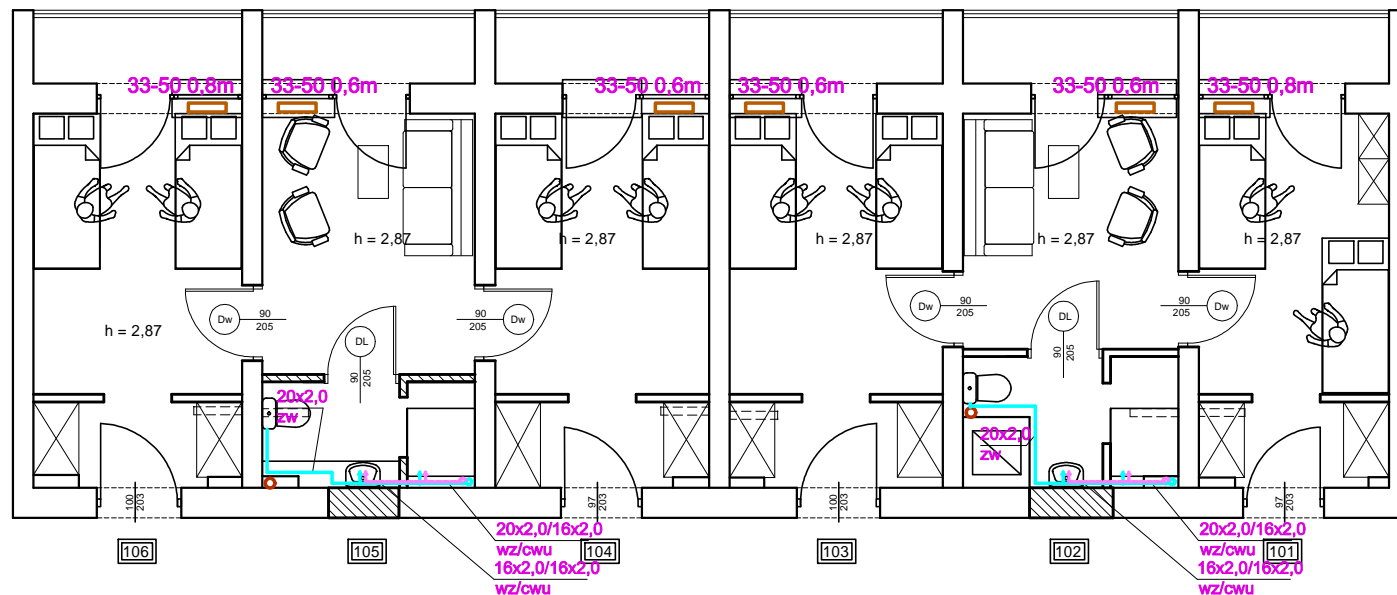 33-50 0,8m
33-50 0,6m
33-50 0,6m
33-50 0,6m
33-50 0,6m
33-50 0,8m
h = 2,87
h = 2,87
h = 2,87
h = 2,87
h = 2,87
h = 2,87
Dw
90
205
90
205
Dw
Dw
90
205
90
205
Dw
DL
90
205
DL
90
205
20x2,0
zw
20x2,0
zw
100
203
97
203
100
203
97
203
20x2,0/16x2,0
wz/cwu
16x2,0/16x2,0
wz/cwu
20x2,0/16x2,0
wz/cwu
16x2,0/16x2,0
wz/cwu
106
105
104
103
102
101